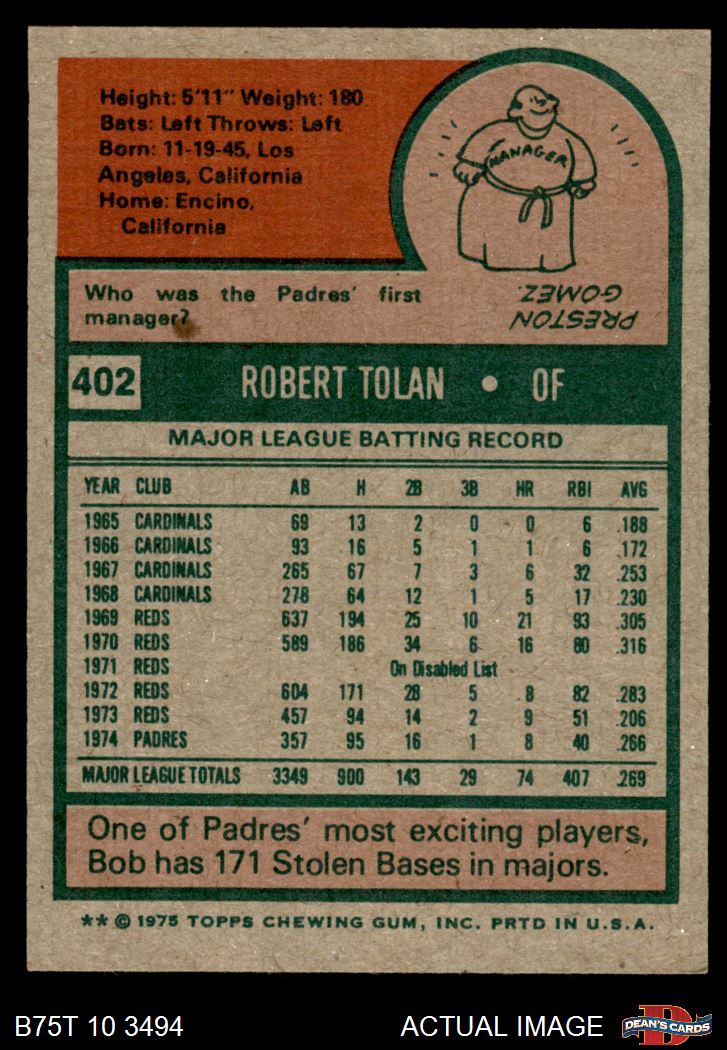 Height: 5'11" Weight: 180
Bats: Left Throws: Left
Born: 11-19-45, Los
Angeles, California
Home: Encino,
California
MANAGER
Who was the Padres' first
manager?
PRESTON
GOMEZ.
402 ROBERT TOLAN • OF
MAJOR LEAGUE BATTING RECORD
YEAR CLUB AB H 2B 3B HR RBI AVG
1965 CARDINALS 69 13 2 0 0 6 .188
1966 CARDINALS 93 16 5 1 1 6 .172
1967 CARDINALS 265 67 7 3 6 32 .253
1968 CARDINALS 278 64 12 1 5 17 .230
1969 REDS 637 194 25 10 21 93 .305
1970 REDS 589 186 34 6 16 80 .316
1971 REDS On Disabled List
1972 REDS 604 171 28 5 8 82 .283
1973 REDS 457 94 14 2 9 51 .206
1974 PADRES 357 95 16 1 8 40 .266
MAJOR LEAGUE TOTALS 3349 900 143 29 74 407 .269
One of Padres' most exciting players,
Bob has 171 Stolen Bases in majors.
** © 1975 TOPPS CHEWING GUM, INC. PRTD IN U.S.A.
B75T 10 3494 ACTUAL IMAGE D DEAN'S CARDS